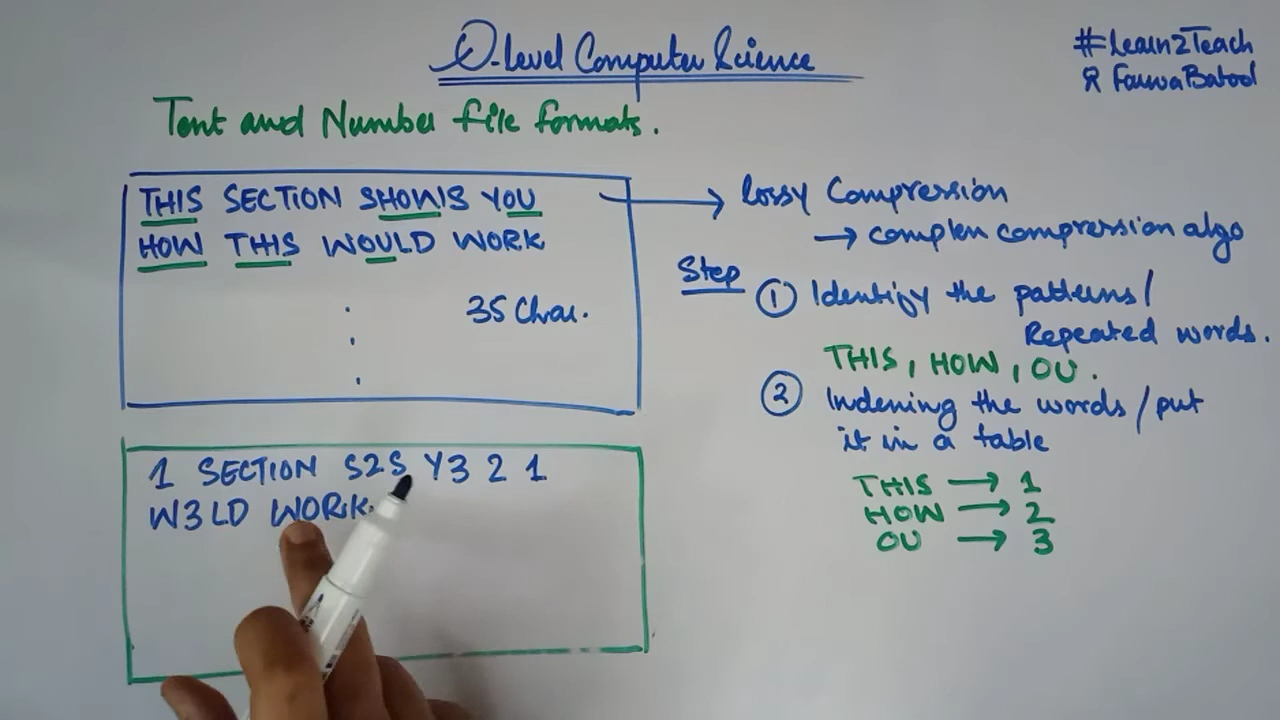 O-Level Computer Science
#Learn2Teach
Farwa Batool
Text and Number file formats.
THIS SECTION SHOWS YOU
HOW THIS WOULD WORK
35 Char.
→ lossy Compression
→ complex compression algo
Step
① Identify the patterns/
Repeated words.
THIS, HOW, OU.
② Indexing the words/put
it in a table
THIS → 1
HOW → 2
OU → 3
1 SECTION S2S Y3 2 1
W3LD WORK.